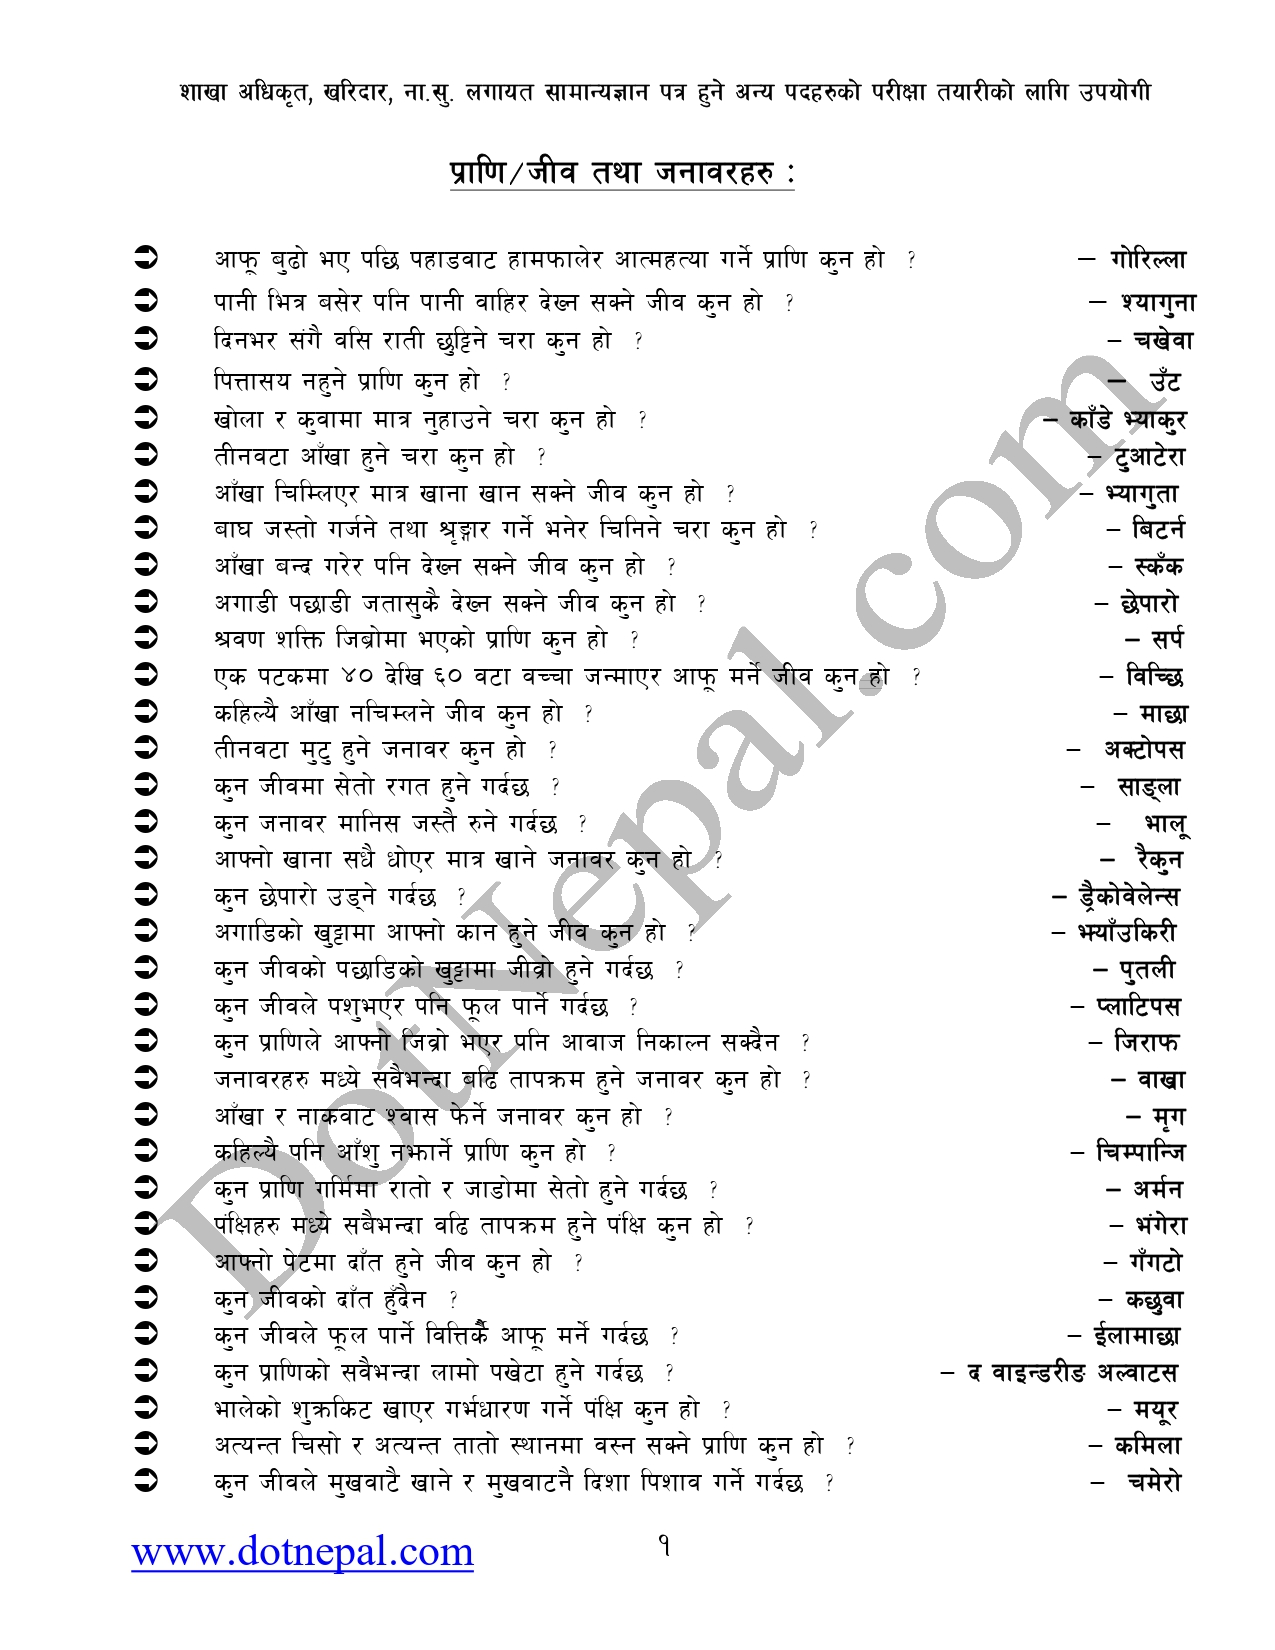 शाखा अधिकृत, खरिदार, ना.सु. लगायत सामान्यज्ञान पत्र हुने अन्य पदहरुको परीक्षा तयारीको लागि उपयोगी
प्राणि/जीव तथा जनावरहरु :
➲ आफू बुढो भए पछि पहाडवाट हामफालेर आत्महत्या गर्ने प्राणि कुन हो ? – गोरिल्ला
➲ पानी भित्र बसेर पनि पानी वाहिर देख्न सक्ने जीव कुन हो ? – श्यागुना
➲ दिनभर संगै वसि राती छुट्टिने चरा कुन हो ? – चखेवा
➲ पित्तासय नहुने प्राणि कुन हो ? – उँट
➲ खोला र कुवामा मात्र नुहाउने चरा कुन हो ? – काँडे भ्याकुर
➲ तीनवटा आँखा हुने चरा कुन हो ? – टुआटेरा
➲ आँखा चिम्लिएर मात्र खाना खान सक्ने जीव कुन हो ? – भ्यागुता
➲ बाघ जस्तो गर्जने तथा श्रृङ्गार गर्ने भनेर चिनिने चरा कुन हो ? – बिटर्न
➲ आँखा बन्द गरेर पनि देख्न सक्ने जीव कुन हो ? – स्कँक
➲ अगाडी पछाडी जतासुकै देख्न सक्ने जीव कुन हो ? – छेपारो
➲ श्रवण शक्ति जिब्रोमा भएको प्राणि कुन हो ? – सर्प
➲ एक पटकमा ४० देखि ६० वटा वच्चा जन्माएर आफू मर्ने जीव कुन हो ? – विच्छि
➲ कहिल्यै आँखा नचिम्लने जीव कुन हो ? – माछा
➲ तीनवटा मुटु हुने जनावर कुन हो ? – अक्टोपस
➲ कुन जीवमा सेतो रगत हुने गर्दछ ? – साङ्ला
➲ कुन जनावर मानिस जस्तै रुने गर्दछ ? – भालू
➲ आफ्नो खाना सधै धोएर मात्र खाने जनावर कुन हो ? – रैकुन
➲ कुन छेपारो उड्ने गर्दछ ? – ड्रैकोवेलेन्स
➲ अगाडिको खुट्टामा आफ्नो कान हुने जीव कुन हो ? – झ्याँउकिरी
➲ कुन जीवको पछाडिको खुट्टामा जीव्रो हुने गर्दछ ? – पुतली
➲ कुन जीवले पशुभएर पनि फूल पार्ने गर्दछ ? – प्लाटिपस
➲ कुन प्राणिले आफ्नो जिव्रो भएर पनि आवाज निकाल्न सक्दैन ? – जिराफ
➲ जनावरहरु मध्ये सवैभन्दा बढि तापक्रम हुने जनावर कुन हो ? – वाखा
➲ आँखा र नाकवाट श्वास फेर्ने जनावर कुन हो ? – मृग
➲ कहिल्यै पनि आँशु नझार्ने प्राणि कुन हो ? – चिम्पान्जि
➲ कुन प्राणि गर्मिमा रातो र जाडोमा सेतो हुने गर्दछ ? – अर्मन
➲ पंक्षिहरु मध्ये सबैभन्दा वढि तापक्रम हुने पंक्षि कुन हो ? – भंगेरा
➲ आफ्नो पेटमा दाँत हुने जीव कुन हो ? – गँगटो
➲ कुन जीवको दाँत हुँदैन ? – कछुवा
➲ कुन जीवले फूल पार्ने वित्तिकैं आफू मर्ने गर्दछ ? – ईलामाछा
➲ कुन प्राणिको सवैभन्दा लामो पखेटा हुने गर्दछ ? – द वाइन्डरीङ अल्वाटस
➲ भालेको शुक्रकिट खाएर गर्भधारण गर्ने पंक्षि कुन हो ? – मयूर
➲ अत्यन्त चिसो र अत्यन्त तातो स्थानमा वस्न सक्ने प्राणि कुन हो ? – कमिला
➲ कुन जीवले मुखवाटै खाने र मुखवाटनै दिशा पिशाव गर्ने गर्दछ ? – चमेरो
www.dotnepal.com १
DotNepal.com